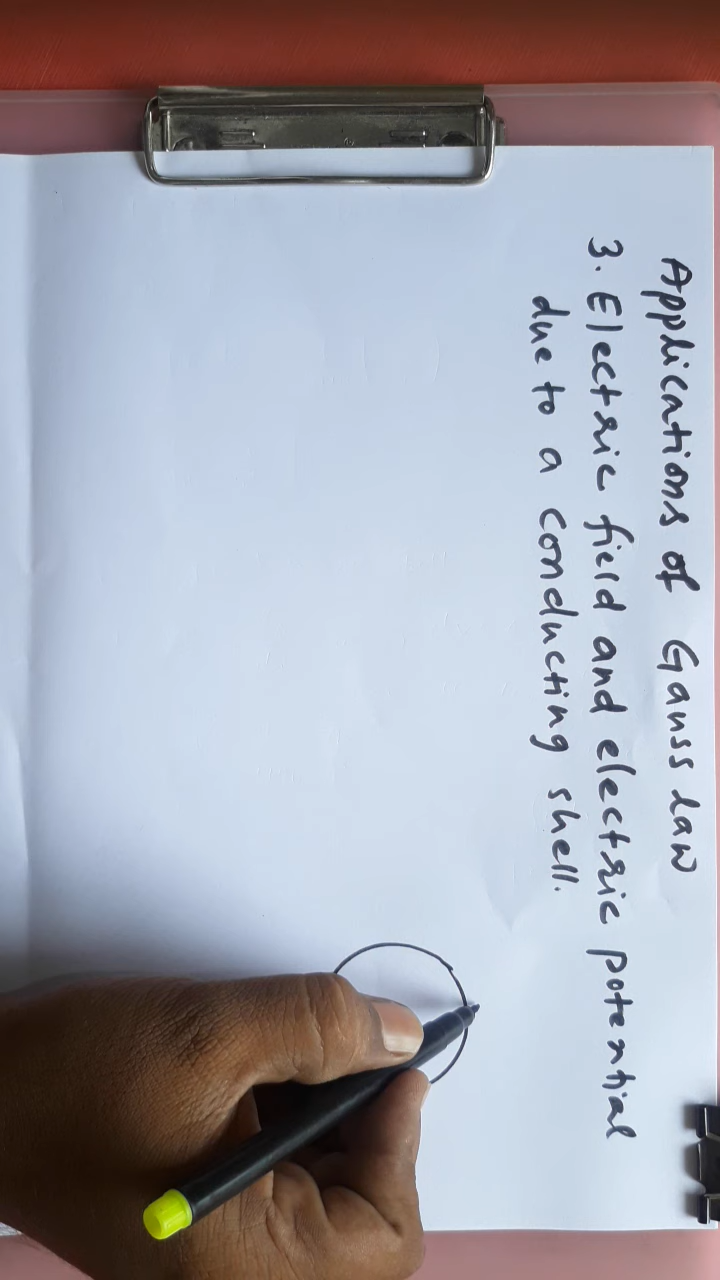 Applications of Gauss law
3. Electric field and electric potential
due to a conducting shell.